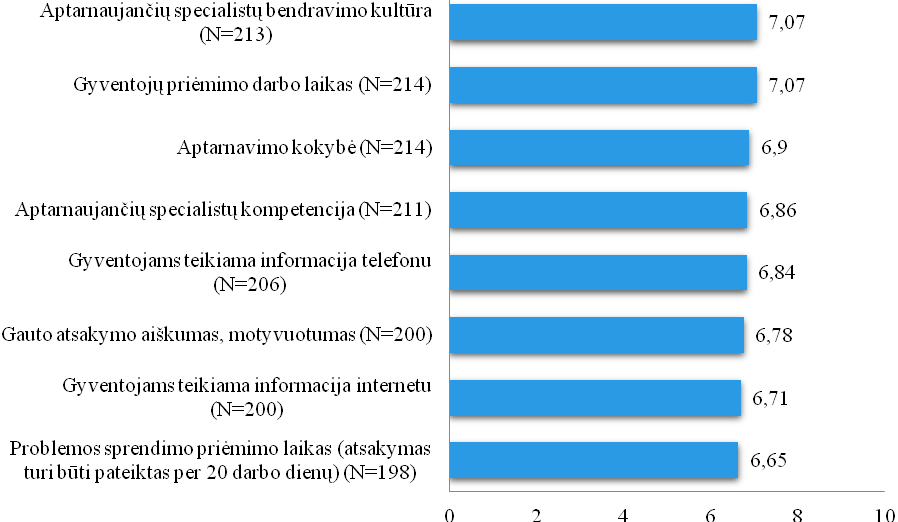 Aptarnaujančių specialistų bendravimo kultūra
(N=213)
7,07
Gyventojų priėmimo darbo laikas (N=214)
7,07
Aptarnavimo kokybė (N=214)
6,9
Aptarnaujančių specialistų kompetencija (N=211)
6,86
Gyventojams teikiama informacija telefonu
(N=206)
6,84
Gauto atsakymo aiškumas, motyvuotumas (N=200)
6,78
Gyventojams teikiama informacija internetu
(N=200)
6,71
Problemos sprendimo priėmimo laikas (atsakymas
turi būti pateiktas per 20 darbo dienų) (N=198)
6,65
0 2 4 6 8 10